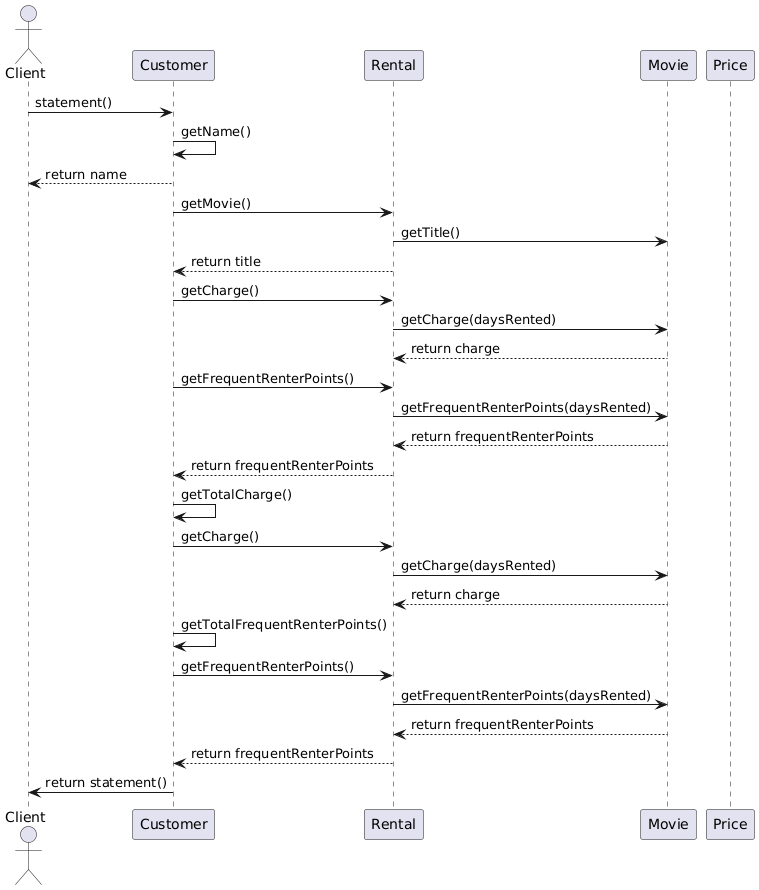 Client
Customer
Rental
Movie
Price
statement()
getName()
return name
getMovie()
getTitle()
return title
getCharge()
getCharge(daysRented)
return charge
getFrequentRenterPoints()
getFrequentRenterPoints(daysRented)
return frequentRenterPoints
return frequentRenterPoints
getTotalCharge()
getCharge()
getCharge(daysRented)
return charge
getTotalFrequentRenterPoints()
getFrequentRenterPoints()
getFrequentRenterPoints(daysRented)
return frequentRenterPoints
return frequentRenterPoints
return statement()
Client
Customer
Rental
Movie
Price